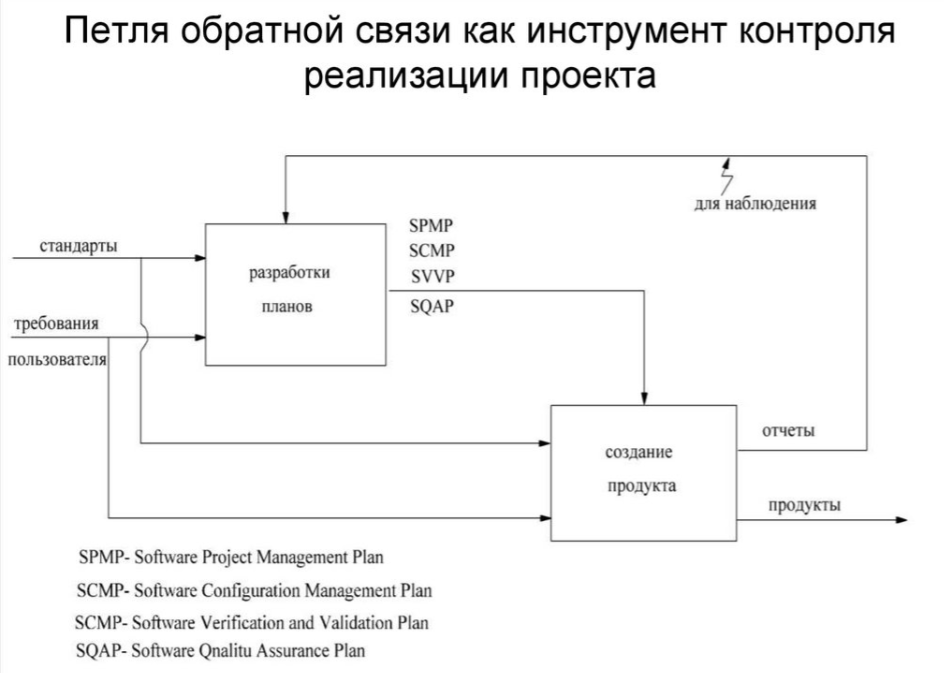 Петля обратной связи как инструмент контроля
реализации проекта
для наблюдения
SPMP
SCMP
SVVP
SQAP
стандарты
разработки
планов
требования
пользователя
отчеты
создание
продукта
продукты
SPMP- Software Project Management Plan
SCMP- Software Configuration Management Plan
SCMP- Software Verification and Validation Plan
SQAP- Software Qnalitu Assurance Plan